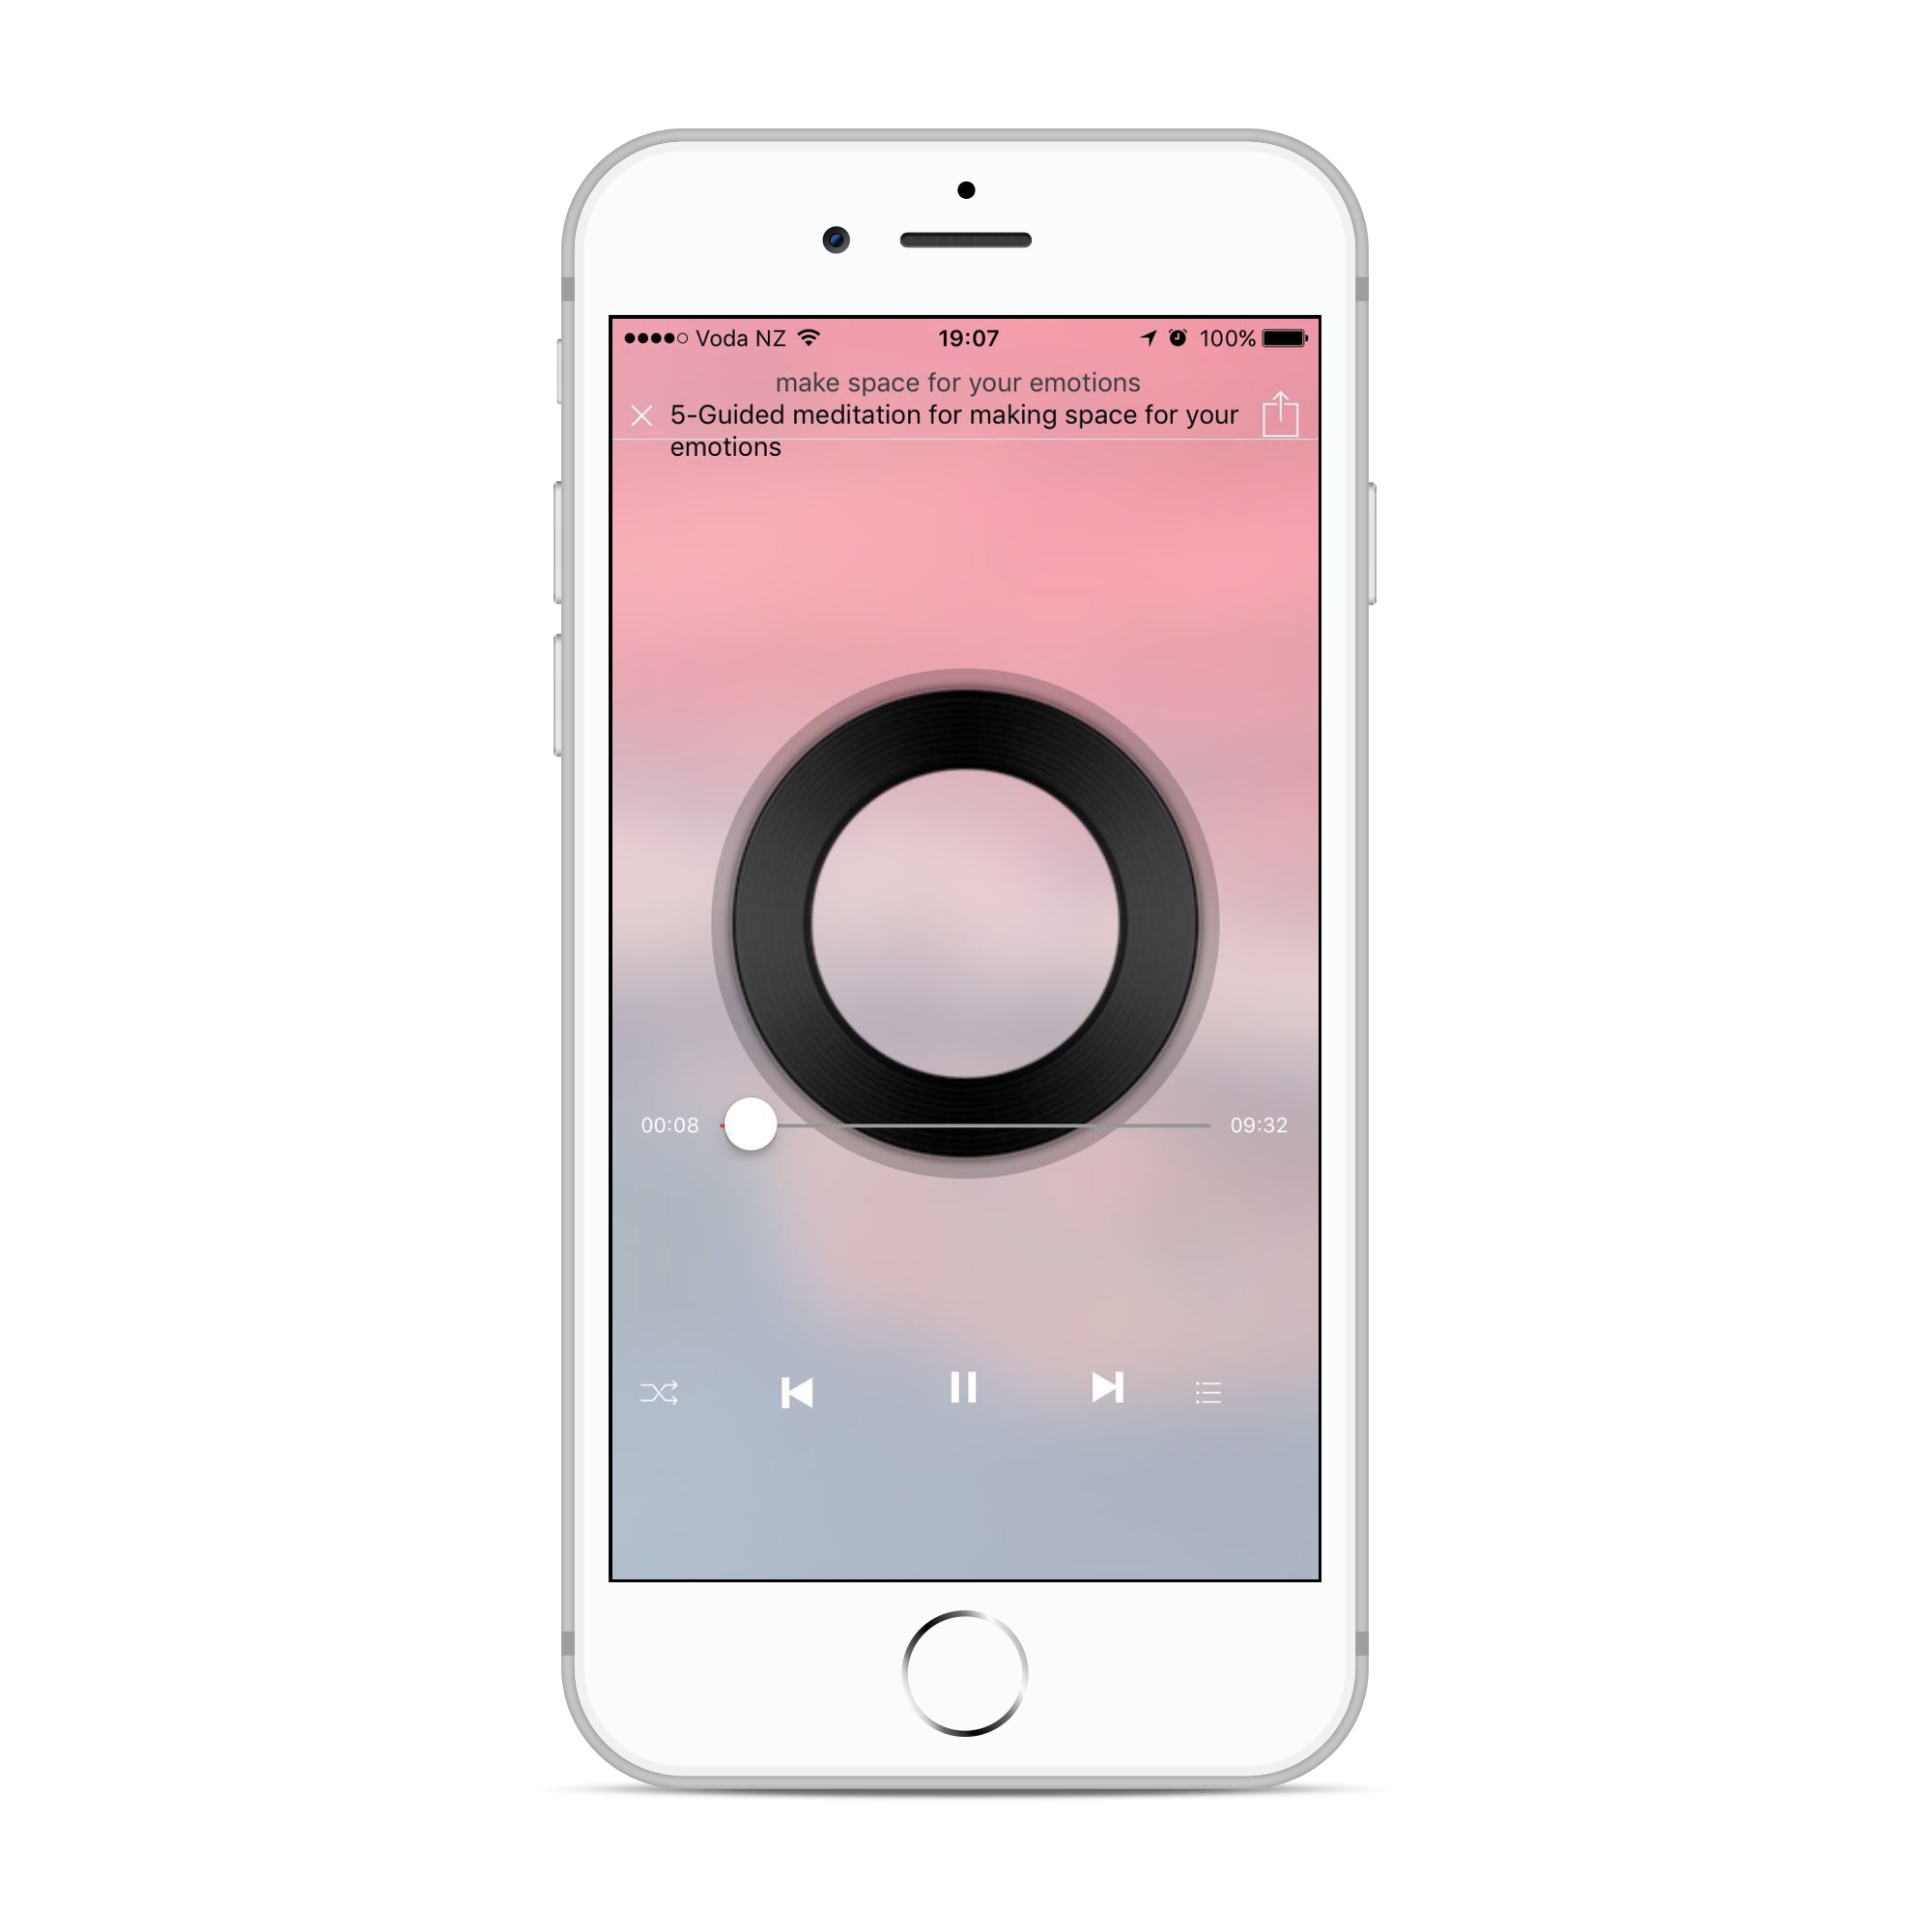 Voda NZ 19:07 100%
make space for your emotions
5-Guided meditation for making space for your
emotions
00:08 09:32